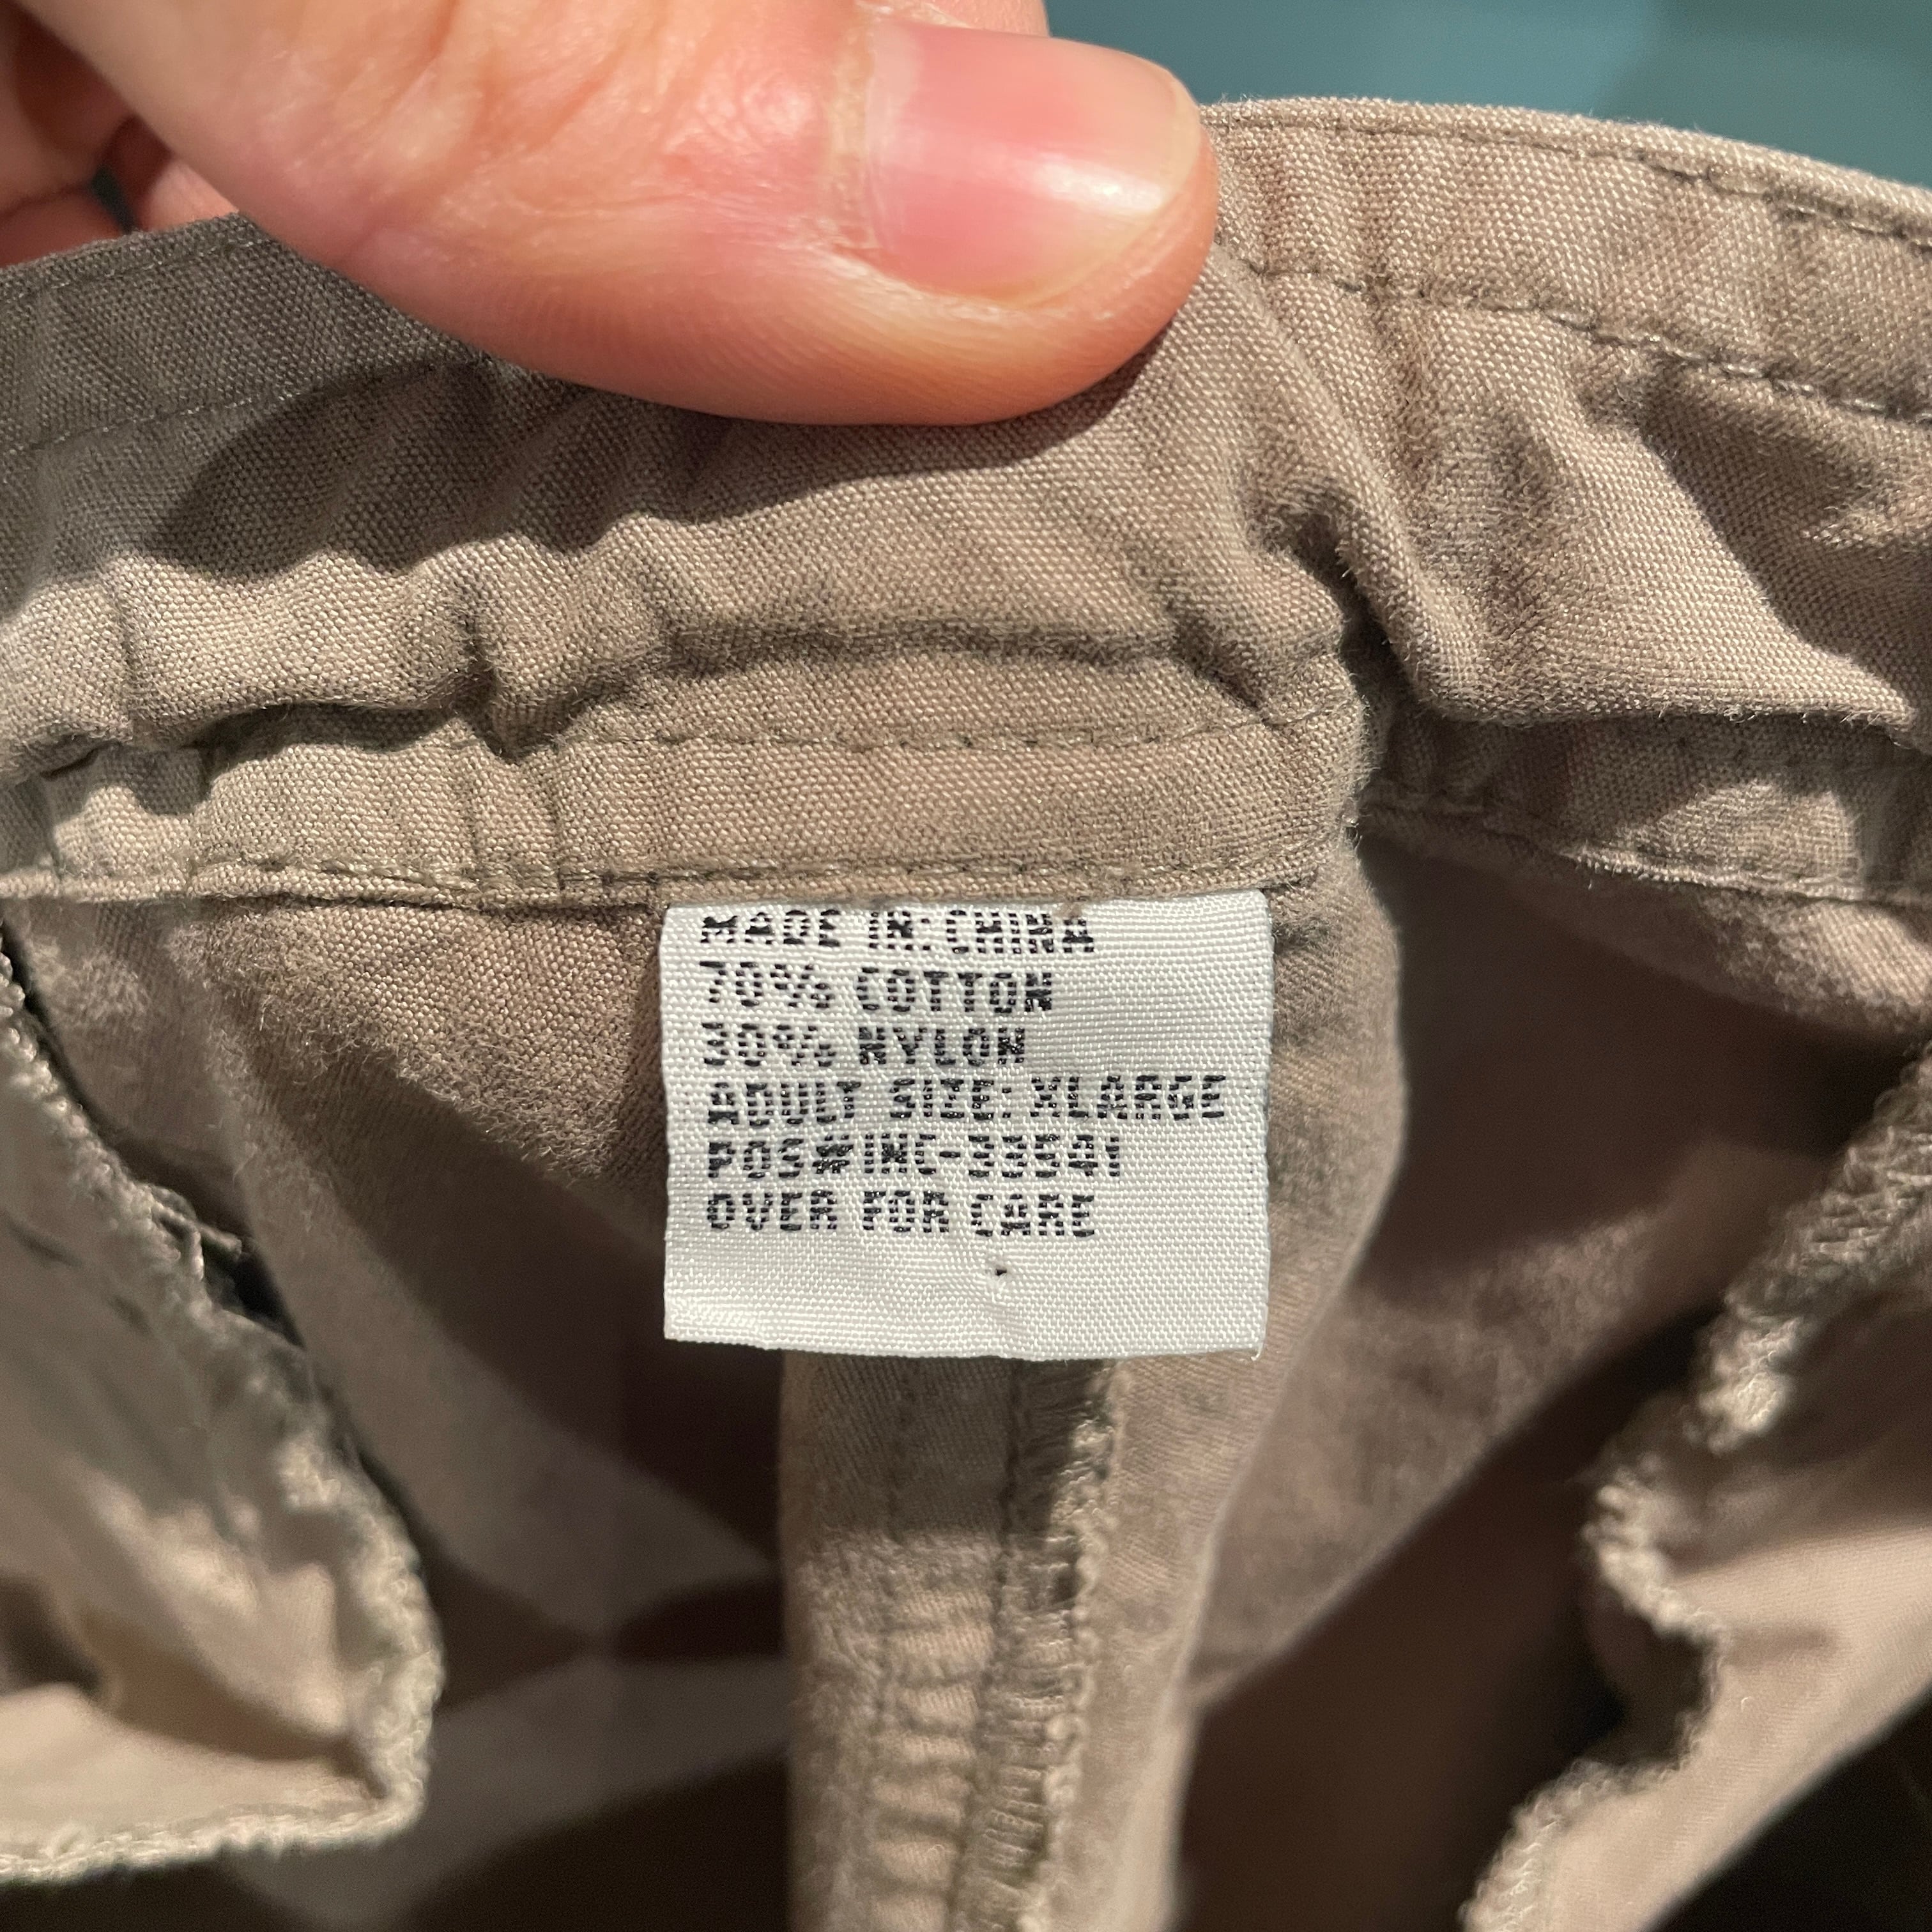 MADE IN: CHINA
70% COTTON
30% NYLON
ADULT SIZE: XLARGE
POS#INC-33541
OVER FOR CARE